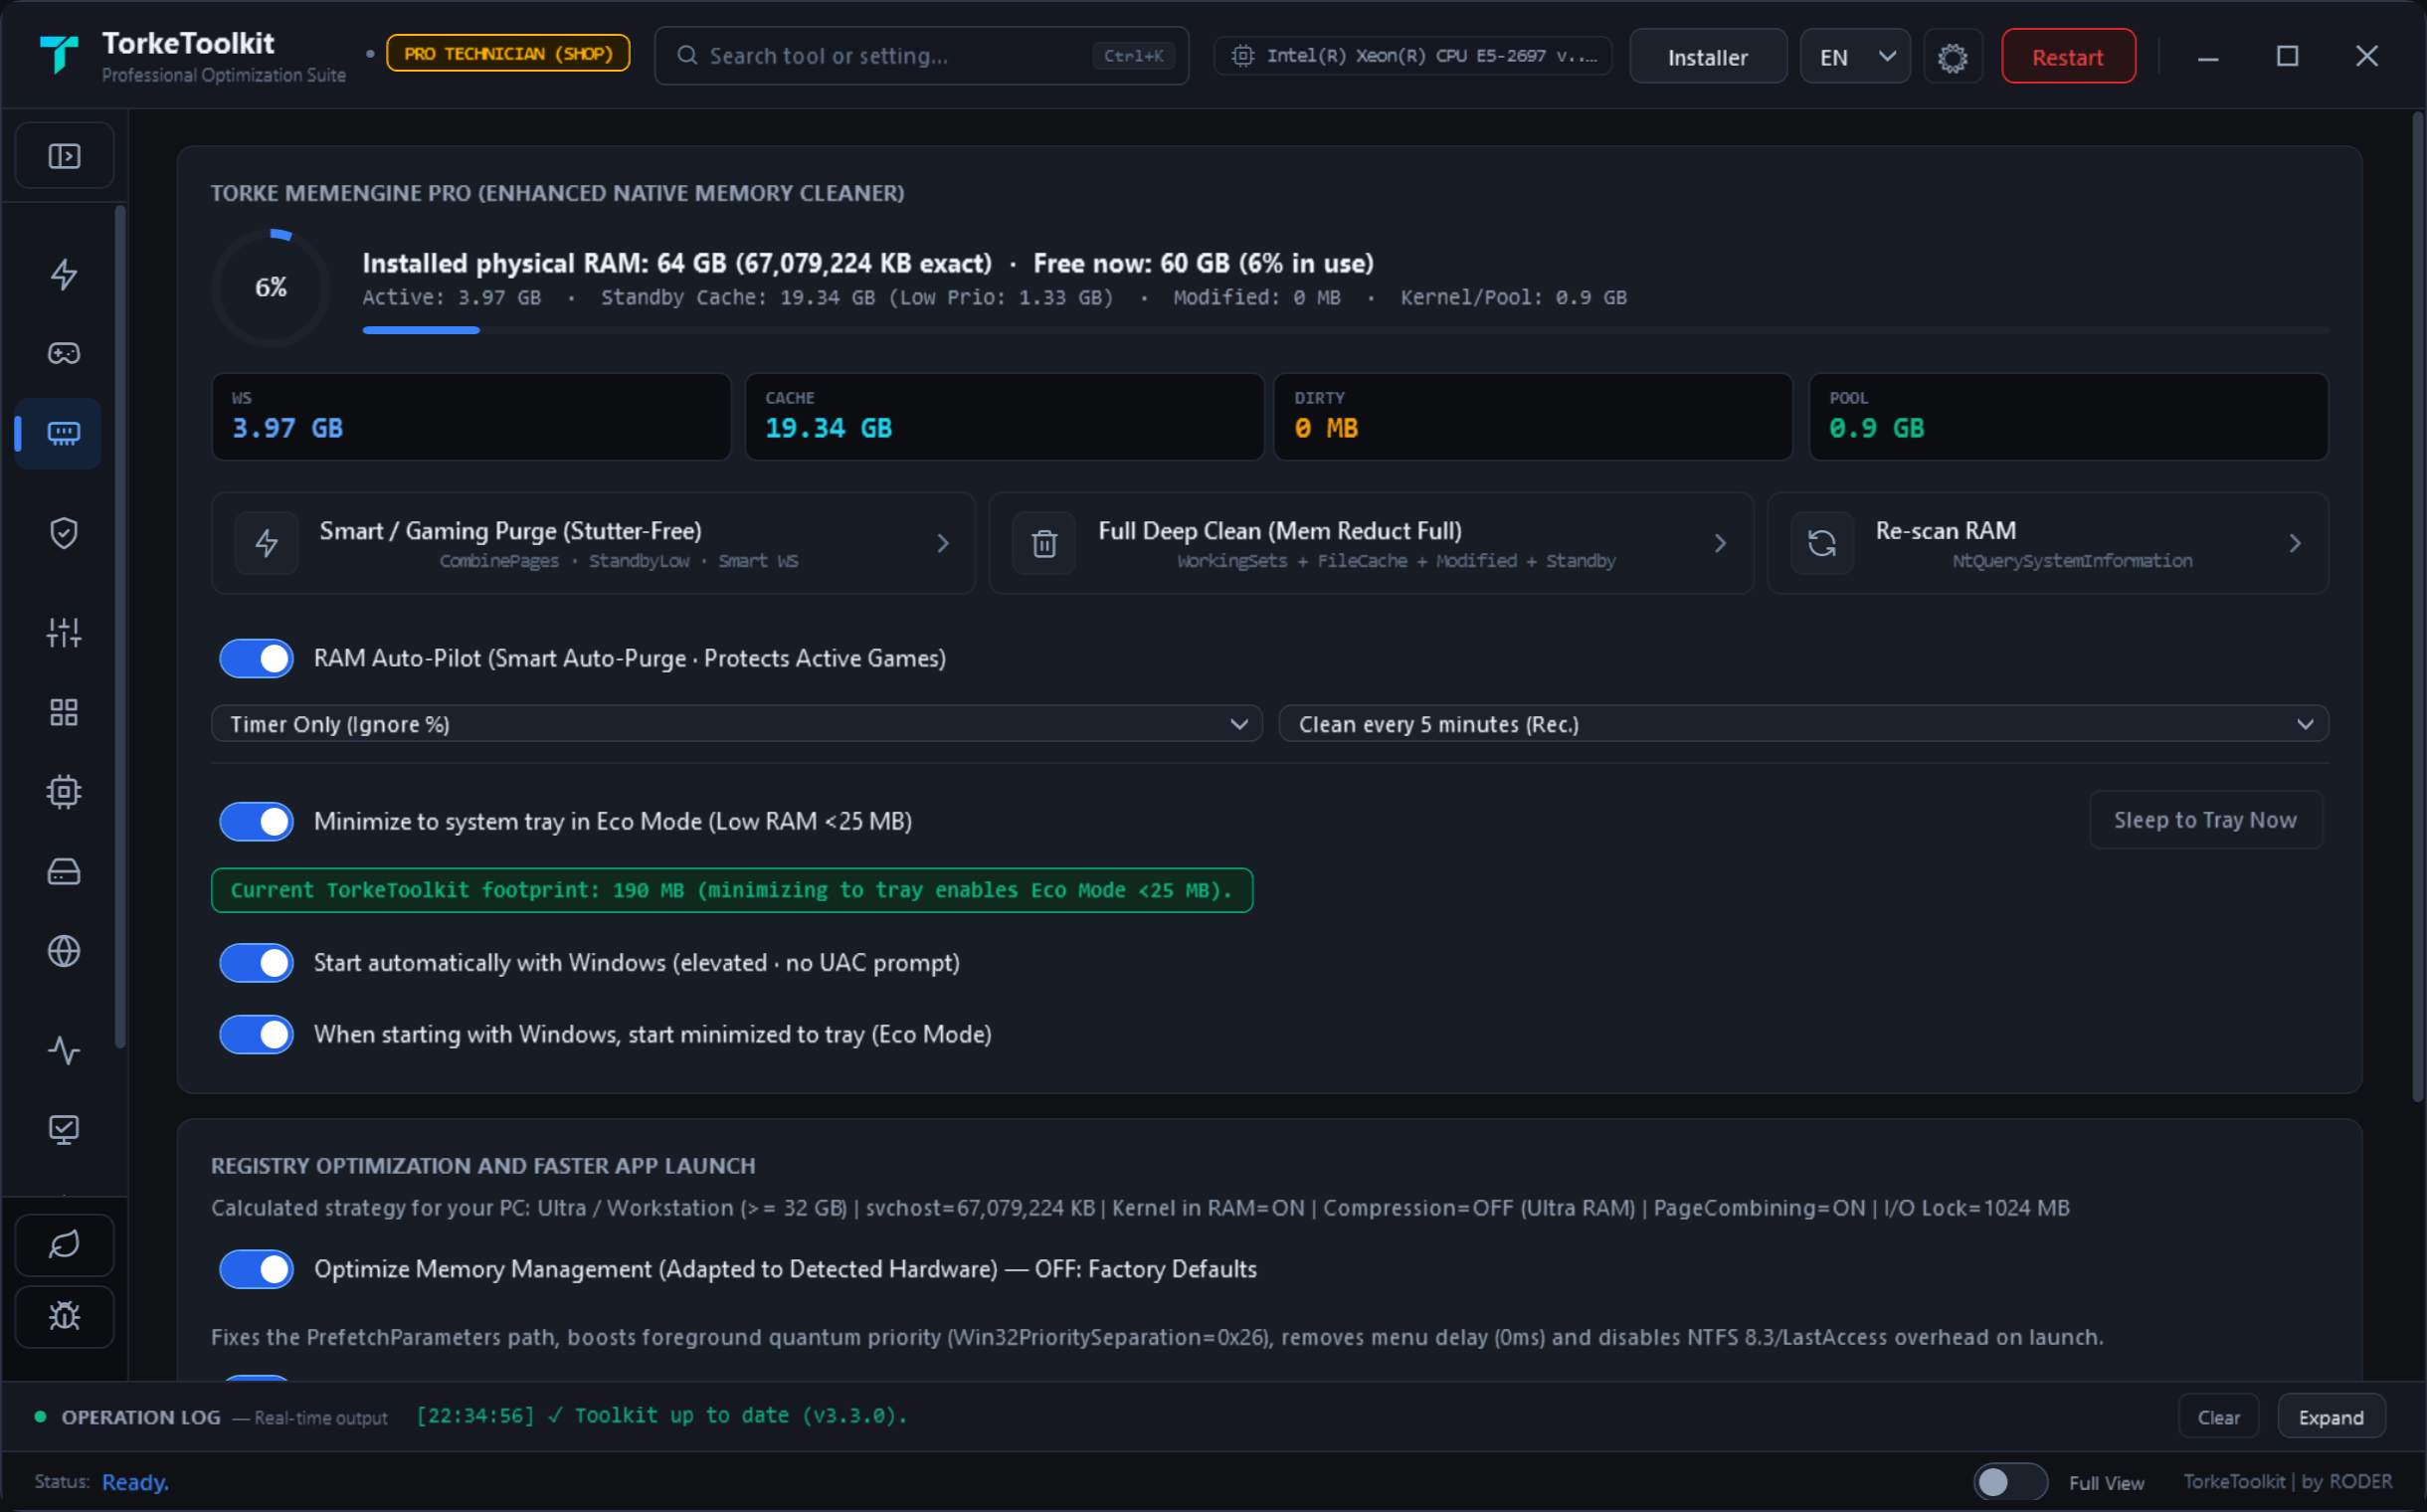 TorkeToolkit
Professional Optimization Suite
PRO TECHNICIAN (SHOP)
Search tool or setting...
Ctrl+K
Intel(R) Xeon(R) CPU E5-2697 v...
Installer
EN
Restart
TORKE MEMENGINE PRO (ENHANCED NATIVE MEMORY CLEANER)
6%
Installed physical RAM: 64 GB (67,079,224 KB exact) · Free now: 60 GB (6% in use)
Active: 3.97 GB · Standby Cache: 19.34 GB (Low Prio: 1.33 GB) · Modified: 0 MB · Kernel/Pool: 0.9 GB
WS
3.97 GB
CACHE
19.34 GB
DIRTY
0 MB
POOL
0.9 GB
Smart / Gaming Purge (Stutter-Free)
CombinePages · StandbyLow · Smart WS
Full Deep Clean (Mem Reduct Full)
WorkingSets + FileCache + Modified + Standby
Re-scan RAM
NtQuerySystemInformation
RAM Auto-Pilot (Smart Auto-Purge · Protects Active Games)
Timer Only (Ignore %)
Clean every 5 minutes (Rec.)
Minimize to system tray in Eco Mode (Low RAM <25 MB)
Sleep to Tray Now
Current TorkeToolkit footprint: 190 MB (minimizing to tray enables Eco Mode <25 MB).
Start automatically with Windows (elevated · no UAC prompt)
When starting with Windows, start minimized to tray (Eco Mode)
REGISTRY OPTIMIZATION AND FASTER APP LAUNCH
Calculated strategy for your PC: Ultra / Workstation (>= 32 GB) | svchost=67,079,224 KB | Kernel in RAM=ON | Compression=OFF (Ultra RAM) | PageCombining=ON | I/O Lock=1024 MB
Optimize Memory Management (Adapted to Detected Hardware) — OFF: Factory Defaults
Fixes the PrefetchParameters path, boosts foreground quantum priority (Win32PrioritySeparation=0x26), removes menu delay (0ms) and disables NTFS 8.3/LastAccess overhead on launch.
OPERATION LOG — Real-time output
[22:34:56] ✓ Toolkit up to date (v3.3.0).
Clear
Expand
Status: Ready.
Full View
TorkeToolkit | by RODER